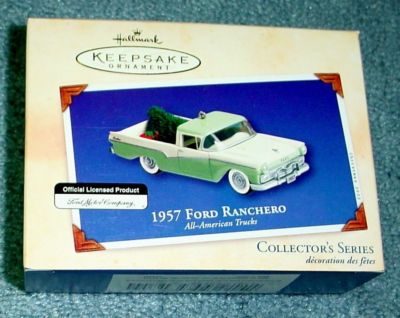 Hallmark
KEEPSAKE
ORNAMENT
Official Licensed Product
Ford Motor Company
1957 FORD RANCHERO
All-American Trucks
COLLECTOR'S SERIES
décoration des fêtes